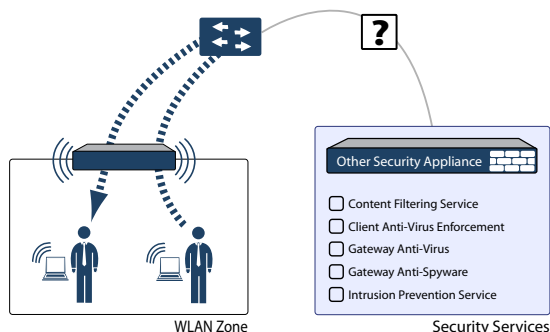 ?
Other Security Appliance
Content Filtering Service
Client Anti-Virus Enforcement
Gateway Anti-Virus
Gateway Anti-Spyware
Intrusion Prevention Service
WLAN Zone
Security Services